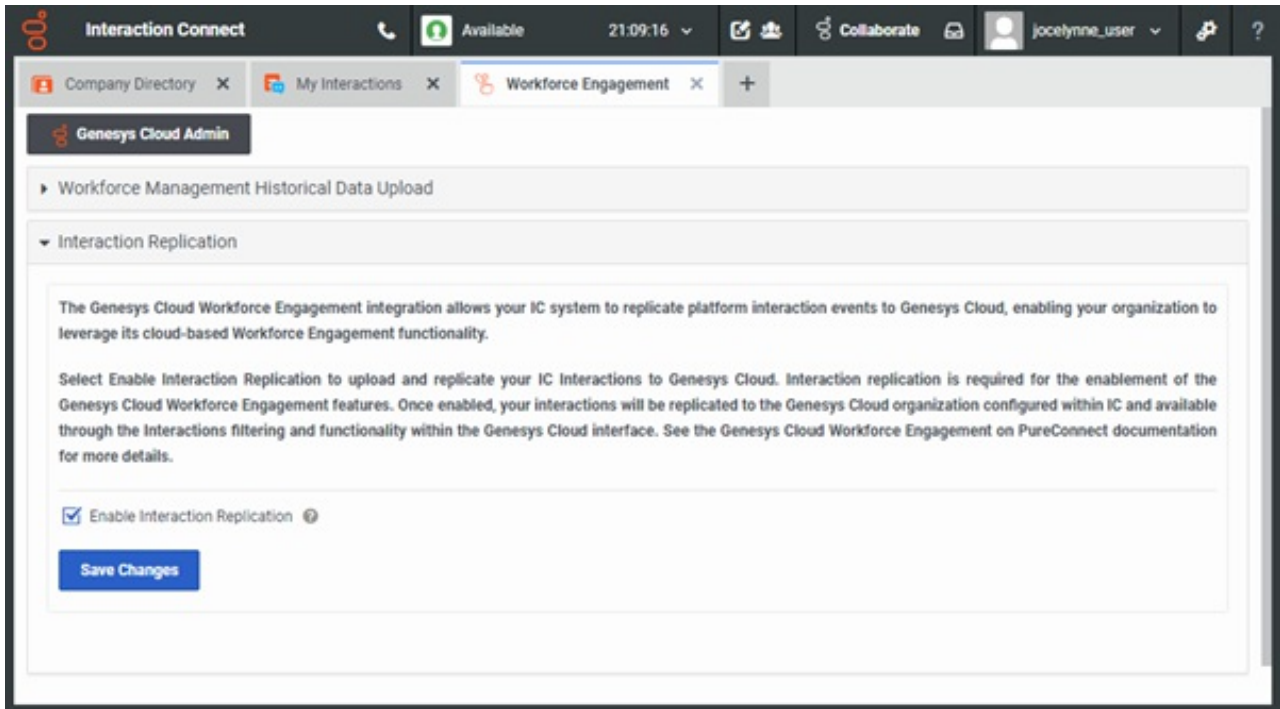 Interaction Connect
Available
21:09:16
Collaborate
jocelynne_user
?
Company Directory
My Interactions
Workforce Engagement
Genesys Cloud Admin
Workforce Management Historical Data Upload
Interaction Replication
The Genesys Cloud Workforce Engagement integration allows your IC system to replicate platform interaction events to Genesys Cloud, enabling your organization to
leverage its cloud-based Workforce Engagement functionality.
Select Enable Interaction Replication to upload and replicate your IC Interactions to Genesys Cloud. Interaction replication is required for the enablement of the
Genesys Cloud Workforce Engagement features. Once enabled, your interactions will be replicated to the Genesys Cloud organization configured within IC and available
through the Interactions filtering and functionality within the Genesys Cloud interface. See the Genesys Cloud Workforce Engagement on PureConnect documentation
for more details.
Enable Interaction Replication ?
Save Changes